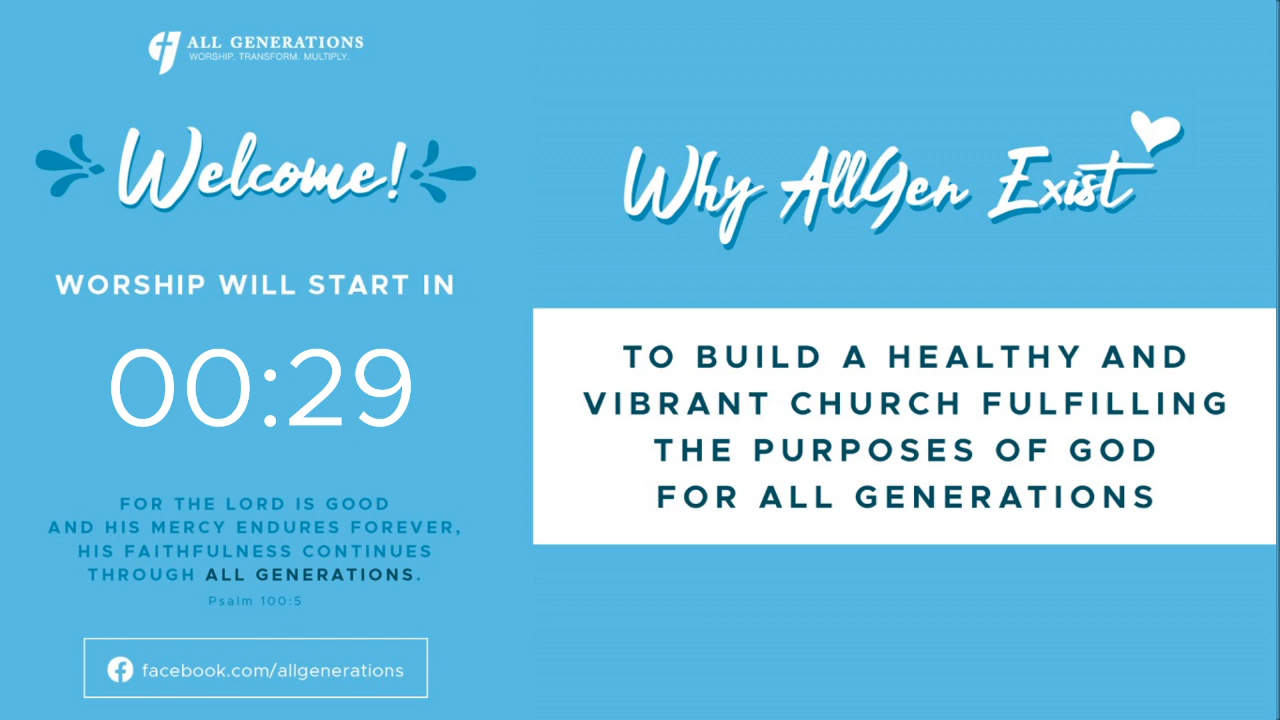 ALL GENERATIONS
WORSHIP. TRANSFORM. MULTIPLY.
Welcome!
WORSHIP WILL START IN
00:29
FOR THE LORD IS GOOD
AND HIS MERCY ENDURES FOREVER,
HIS FAITHFULNESS CONTINUES
THROUGH ALL GENERATIONS.
Psalm 100:5
facebook.com/allgenerations
Why AllGen Exist
TO BUILD A HEALTHY AND
VIBRANT CHURCH FULFILLING
THE PURPOSES OF GOD
FOR ALL GENERATIONS